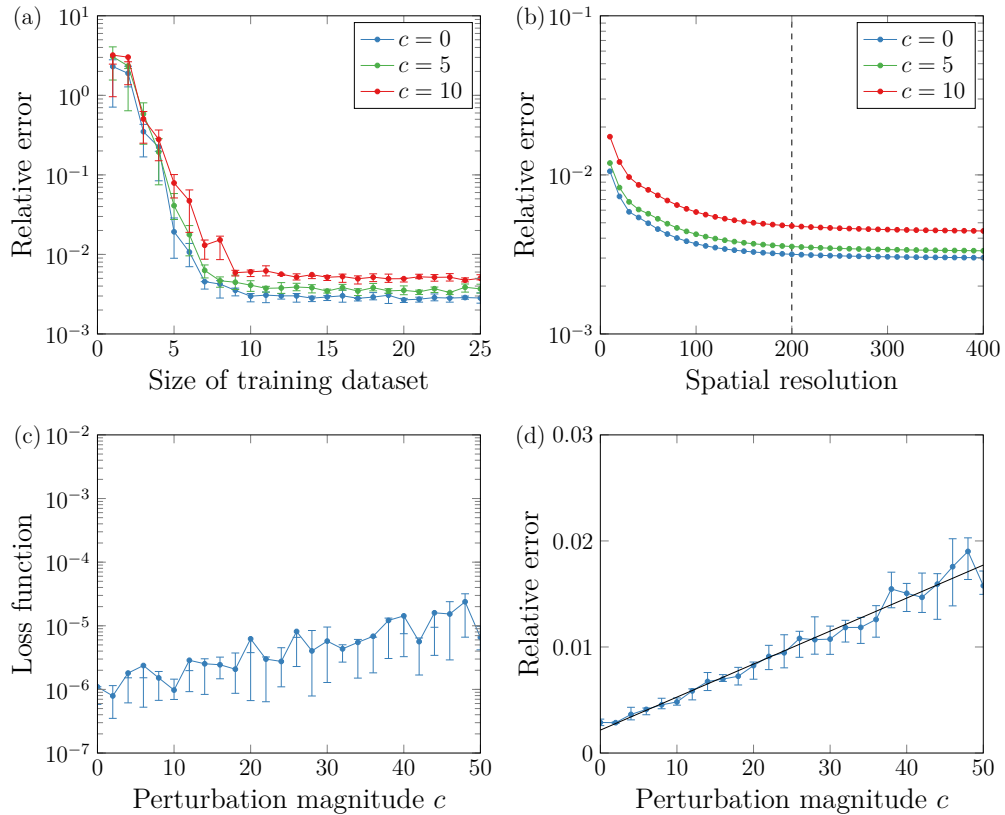 (a)
10^1
10^0
10^−1
10^−2
10^−3
Relative error
c = 0
c = 5
c = 10
0 5 10 15 20 25
Size of training dataset
(b)
10^−1
10^−2
10^−3
Relative error
c = 0
c = 5
c = 10
0 100 200 300 400
Spatial resolution
(c)
10^−2
10^−3
10^−4
10^−5
10^−6
10^−7
Loss function
0 10 20 30 40 50
Perturbation magnitude c
(d)
0.03
0.02
0.01
0
Relative error
0 10 20 30 40 50
Perturbation magnitude c